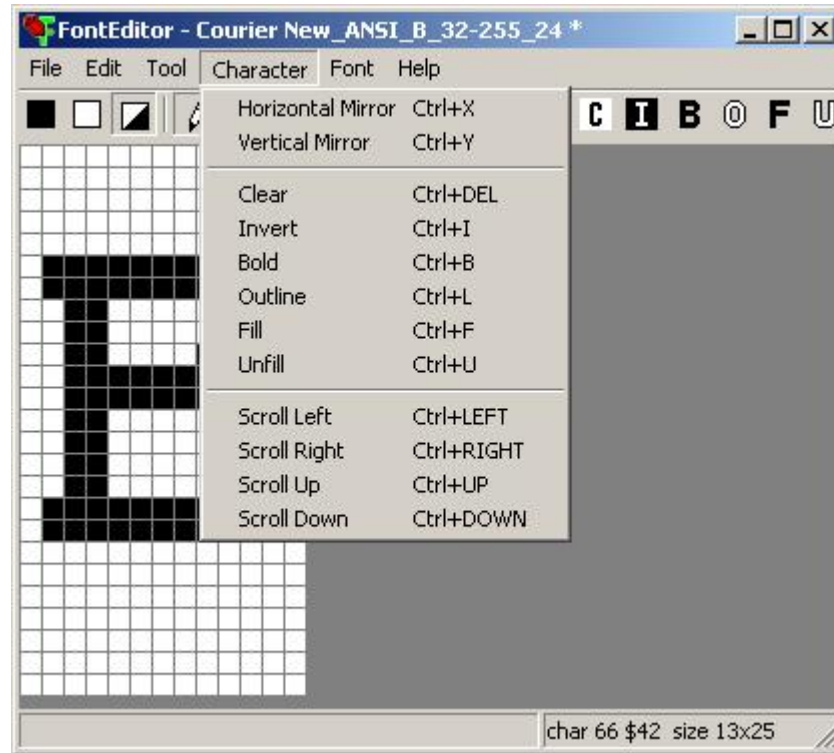 FontEditor - Courier New_ANSI_B_32-255_24 *
File Edit Tool Character Font Help
C I B O F U
Horizontal Mirror Ctrl+X
Vertical Mirror Ctrl+Y
Clear Ctrl+DEL
Invert Ctrl+I
Bold Ctrl+B
Outline Ctrl+L
Fill Ctrl+F
Unfill Ctrl+U
Scroll Left Ctrl+LEFT
Scroll Right Ctrl+RIGHT
Scroll Up Ctrl+UP
Scroll Down Ctrl+DOWN
char 66 $42 size 13x25